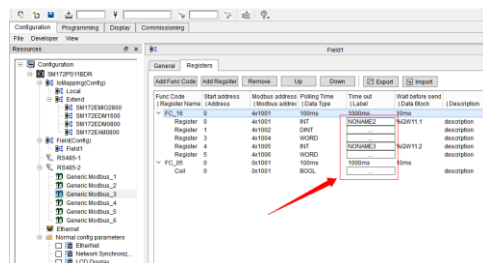 Configuration Programming Display Commissioning
File Developer View
Resources
Configuration
SM172PS11BDR
IoMapping(Config)
Local
Extend
SM172EMO2800
SM172EDM1600
SM172EDM0800
SM172EAM0800
Field(Config)
Field1
RS485-1
RS485-2
Generic Modbus_1
Generic Modbus_2
Generic Modbus_3
Generic Modbus_4
Generic Modbus_5
Generic Modbus_6
Ethernet
Normal config parameters
EtherNet
Network Synchronic...
LCD Display
Field1
General Registers
Add Func Code Add Register Remove Up Down Export Import
Func Code Start address Modbus address Polling Time Time out Wait before send
| Register Name | Address | Modbus addres | Data Type | Label | Data Block | Description
FC_16 0 4x1001 100ms 1000ms 10ms
Register 0 4x1001 INT NONAME2 %QW11.1 description
Register 1 4x1002 DINT ... description
Register 3 4x1004 WORD ... description
Register 4 4x1005 INT NONAME3 %QW11.2 description
Register 5 4x1006 WORD ... description
FC_05 0 0x1001 100ms 1000ms 10ms
Coil 0 0x1001 BOOL ... description